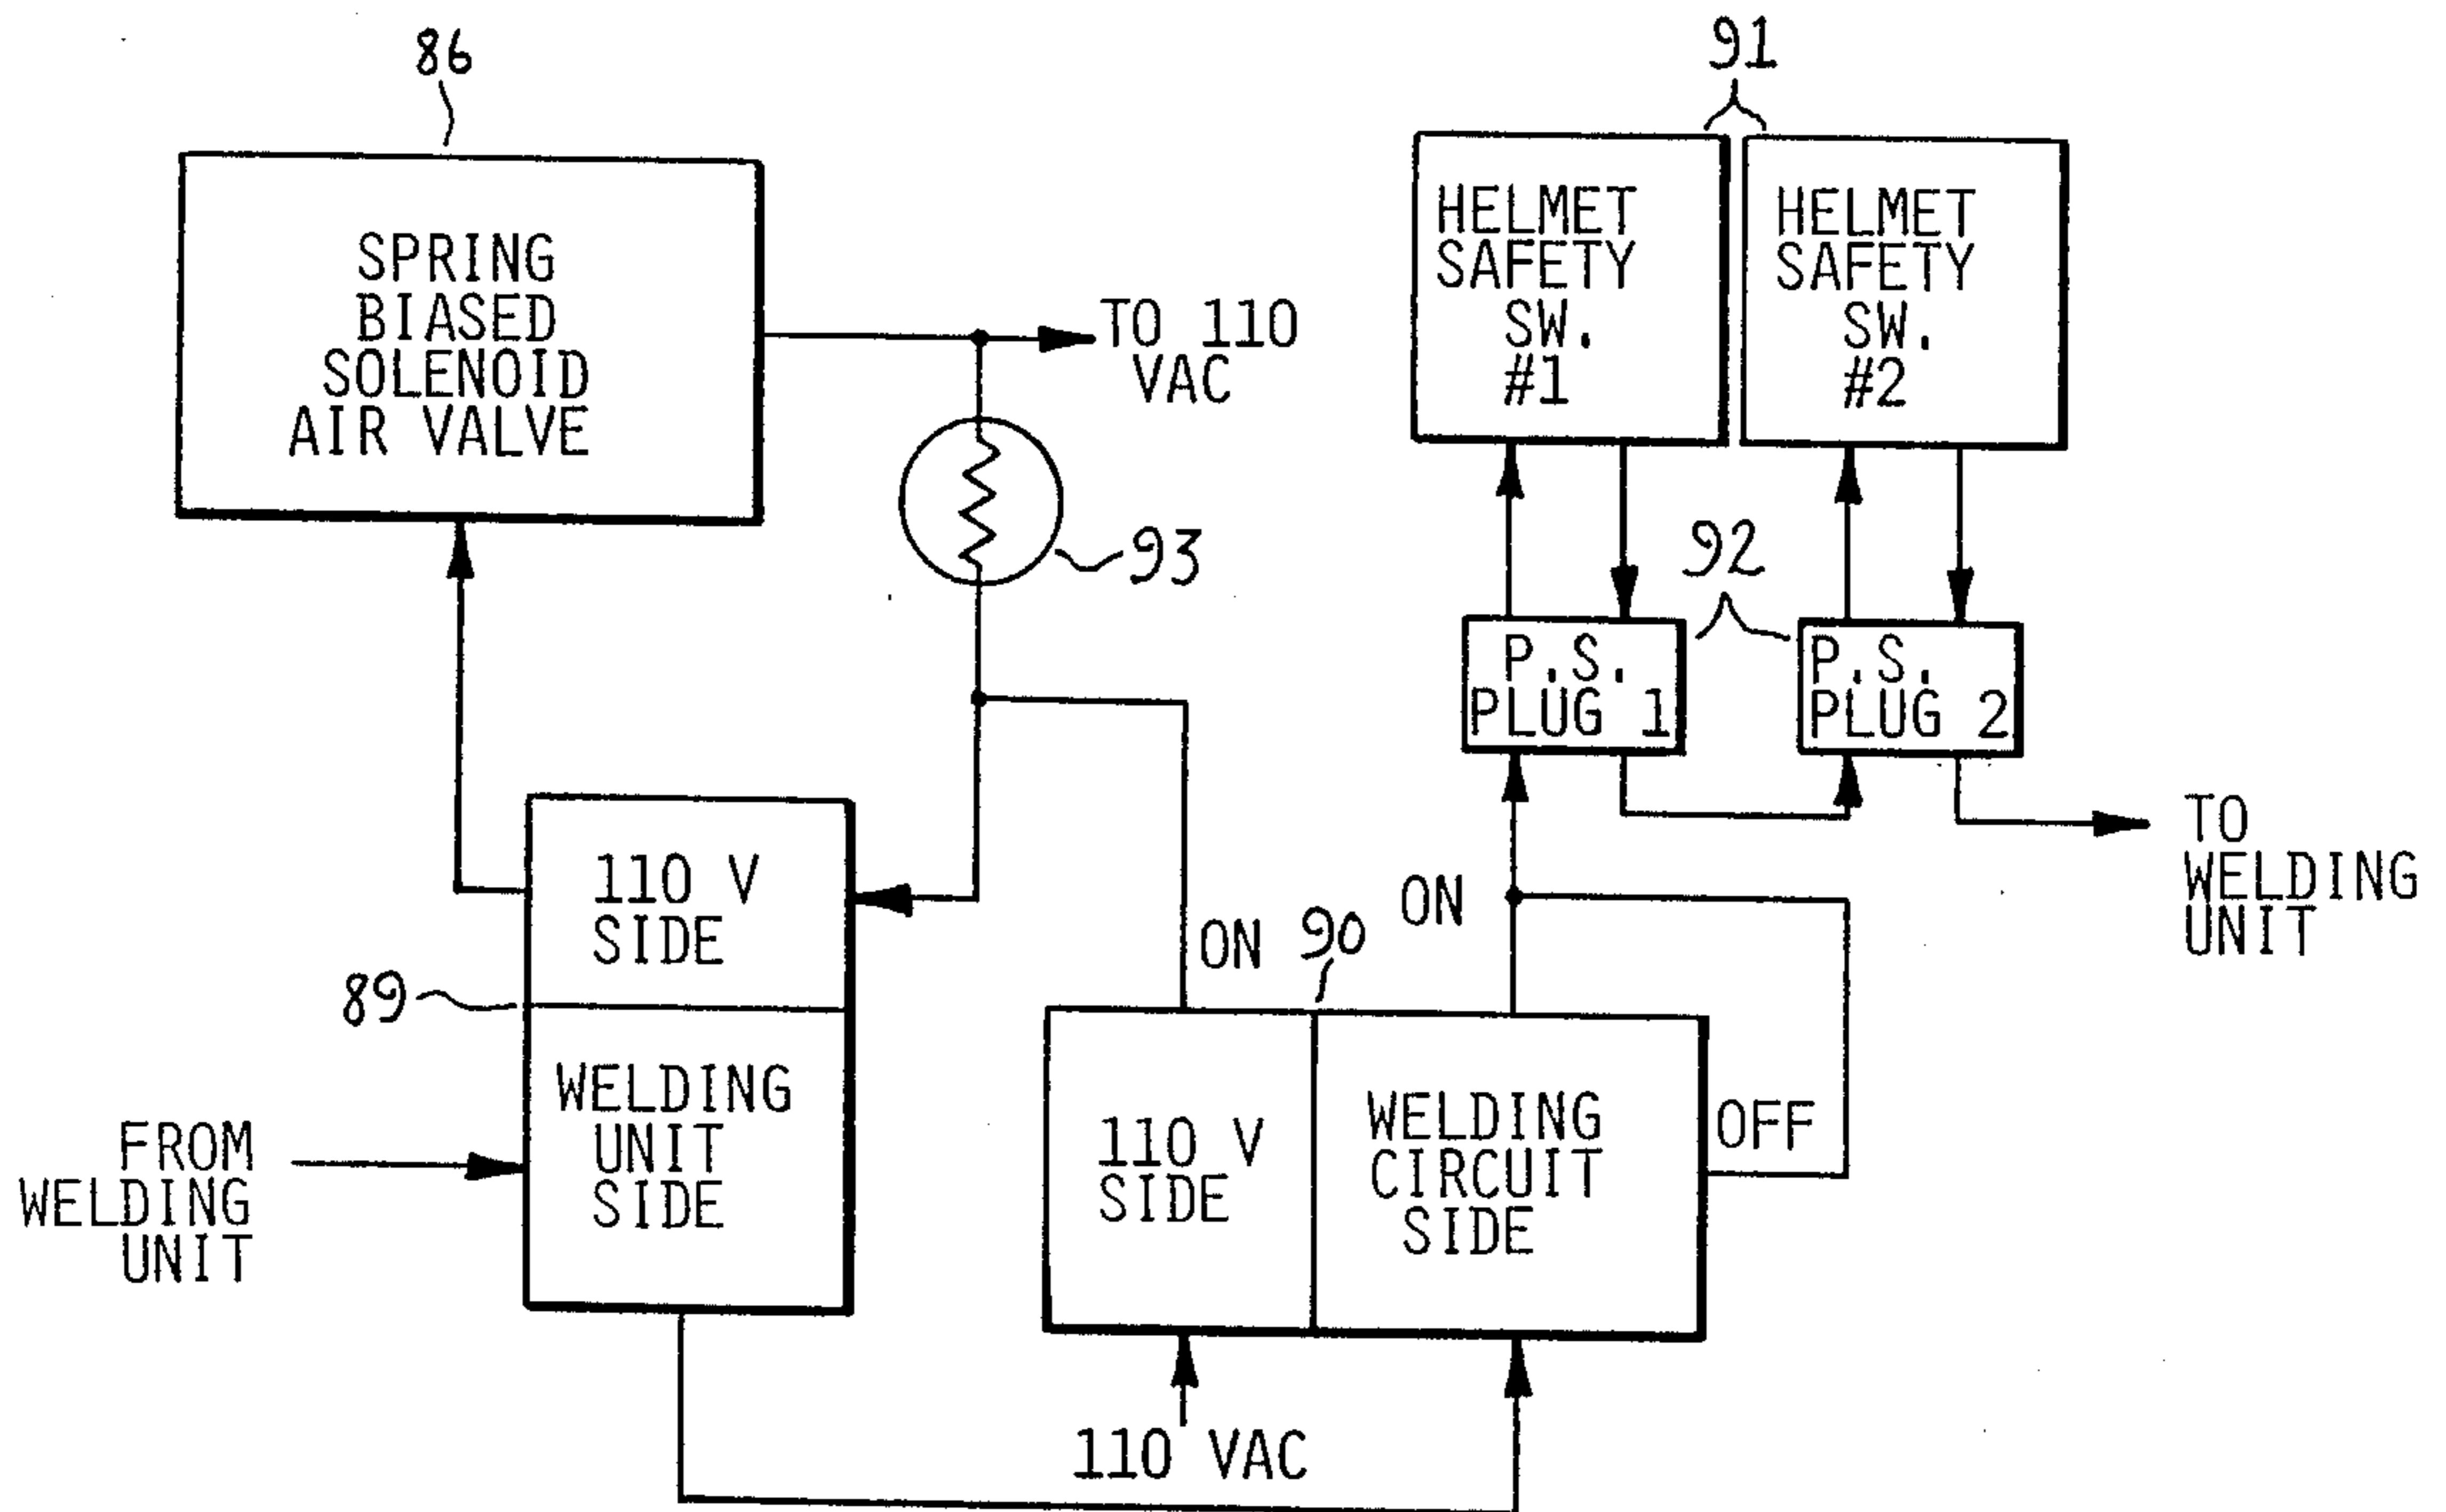 86
91
SPRING
BIASED
SOLENOID
AIR VALVE
TO 110
VAC
HELMET
SAFETY
SW.
#1
HELMET
SAFETY
SW.
#2
93
92
P.S.
PLUG 1
P.S.
PLUG 2
TO
WELDING
UNIT
110 V
SIDE
89
WELDING
UNIT
SIDE
FROM
WELDING
UNIT
ON
90
ON
110 V
SIDE
WELDING
CIRCUIT
SIDE
OFF
110 VAC